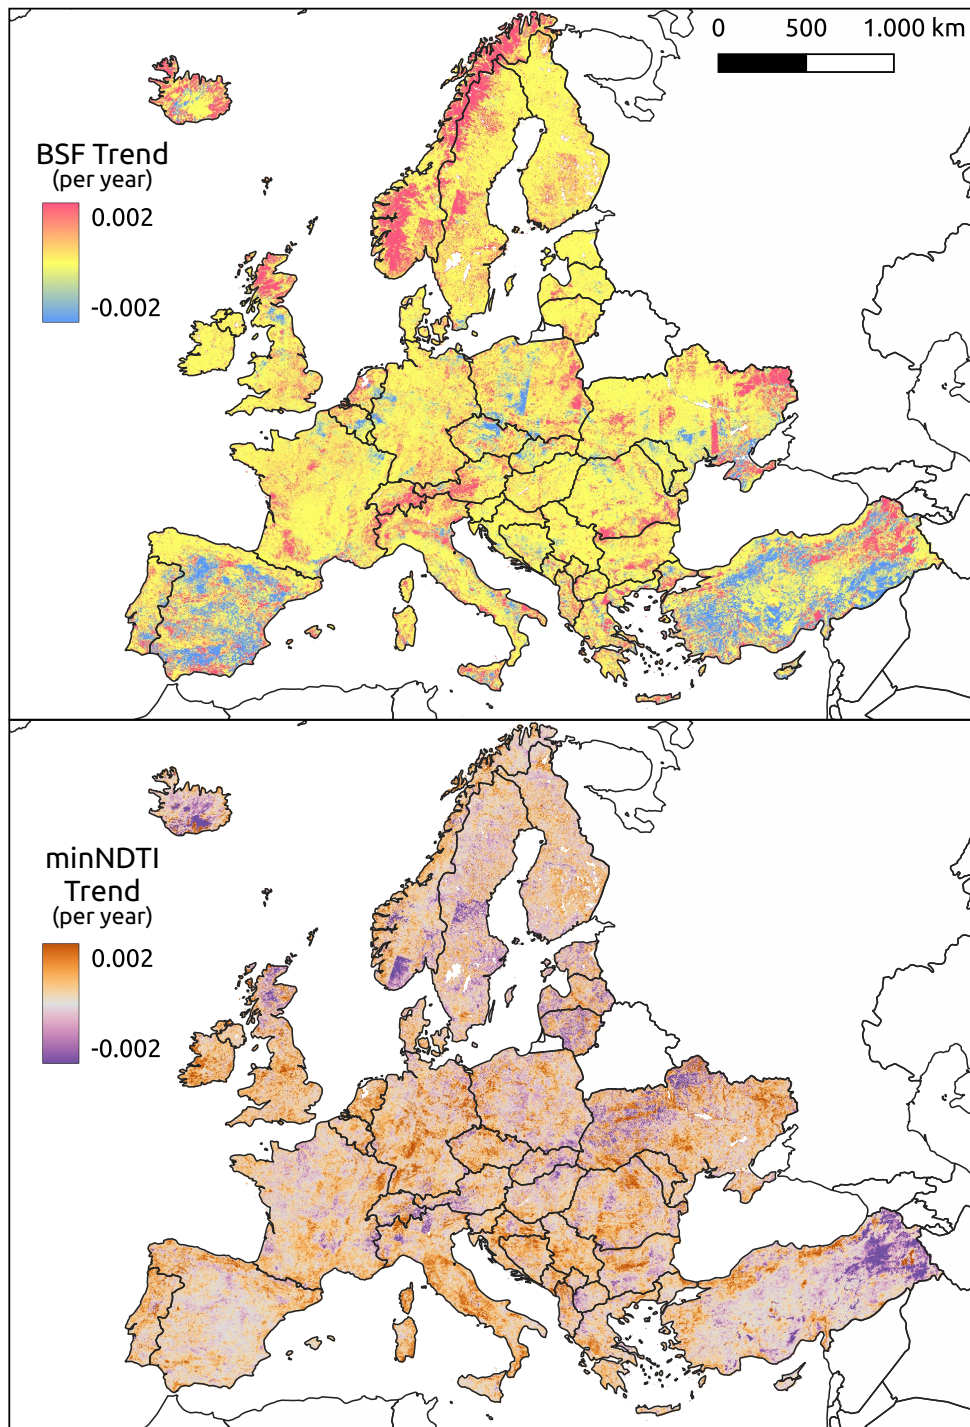 0 500 1.000 km
BSF Trend
(per year)
0.002
-0.002
minNDTI
Trend
(per year)
0.002
-0.002